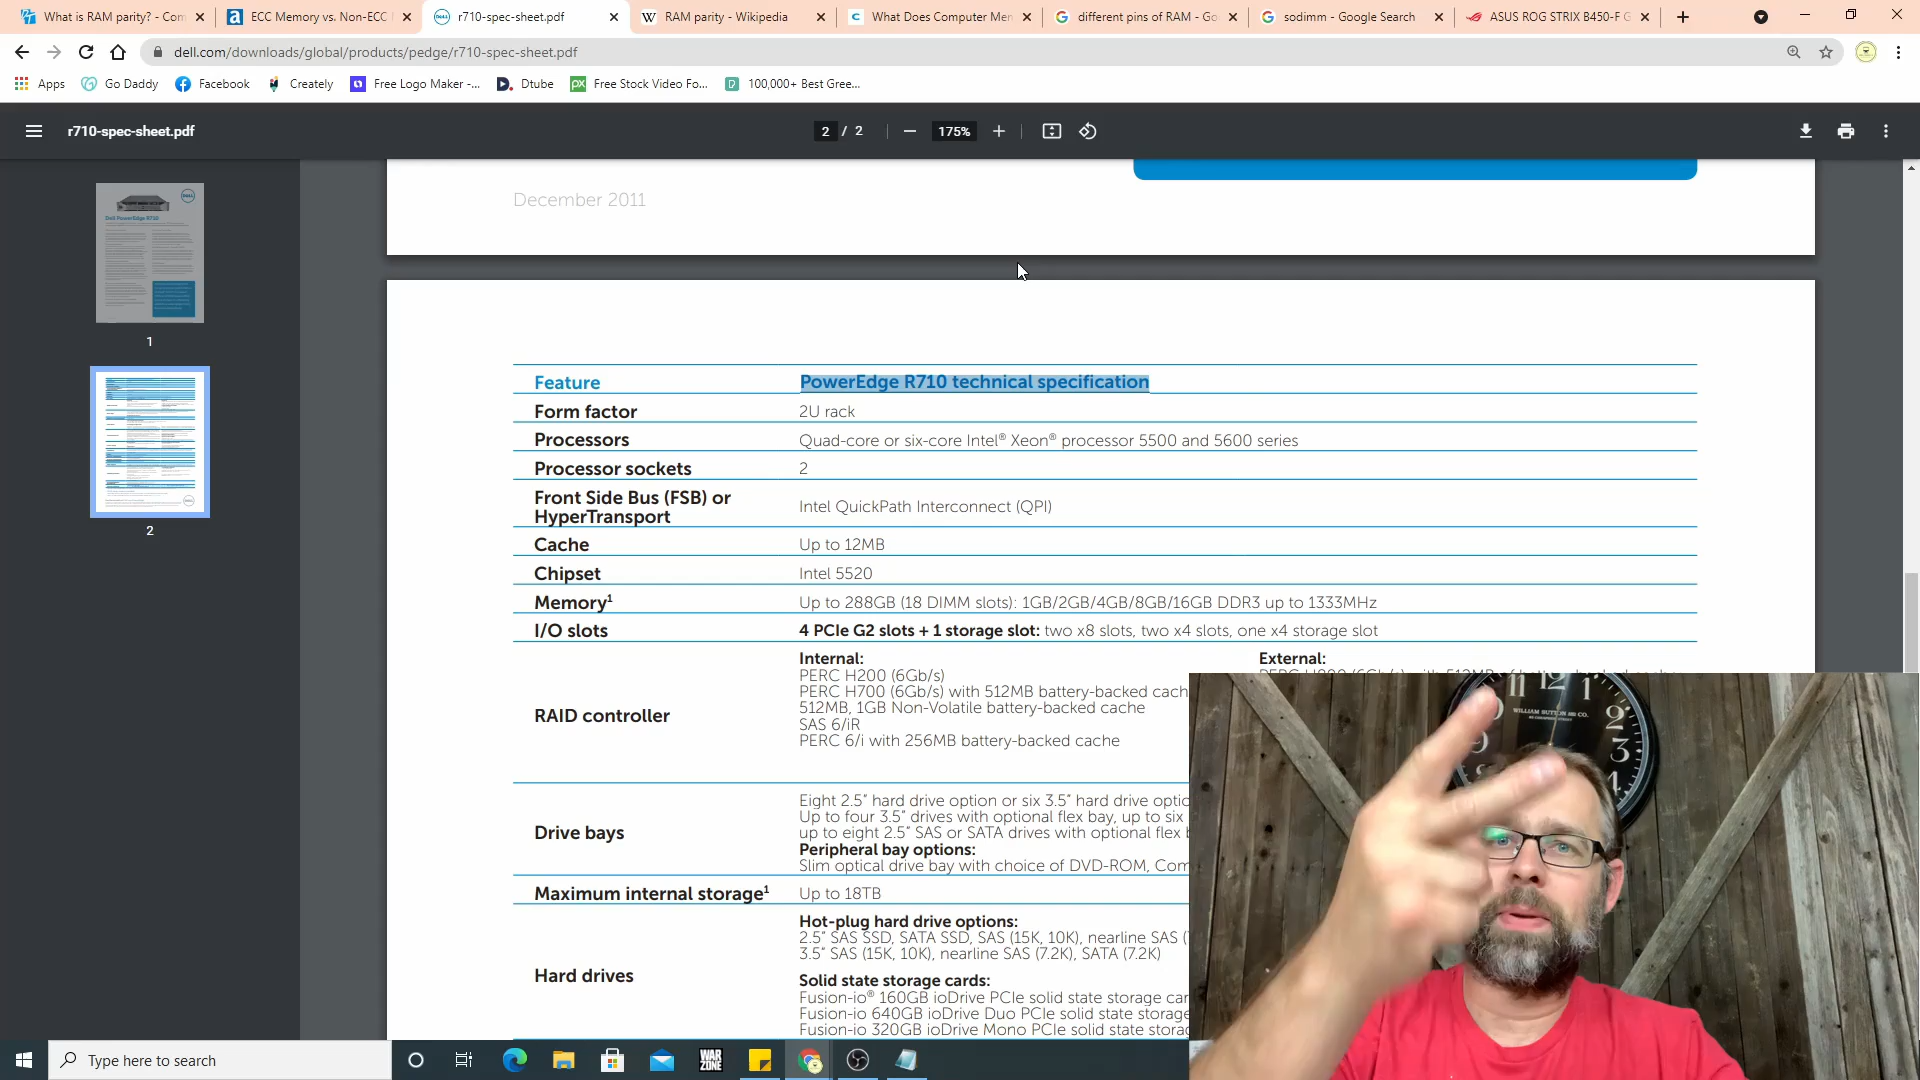 What is RAM parity? - Com
ECC Memory vs. Non-ECC
r710-spec-sheet.pdf
RAM parity - Wikipedia
What Does Computer Mem
different pins of RAM - Go
sodimm - Google Search
ASUS ROG STRIX B450-F G
dell.com/downloads/global/products/pedge/r710-spec-sheet.pdf
Apps
Go Daddy
Facebook
Creately
Free Logo Maker -...
Dtube
Free Stock Video Fo...
100,000+ Best Gree...
r710-spec-sheet.pdf
2 / 2
175%
1
2
December 2011
Feature PowerEdge R710 technical specification
Form factor 2U rack
Processors Quad-core or six-core Intel® Xeon® processor 5500 and 5600 series
Processor sockets 2
Front Side Bus (FSB) or
HyperTransport Intel QuickPath Interconnect (QPI)
Cache Up to 12MB
Chipset Intel 5520
Memory¹ Up to 288GB (18 DIMM slots): 1GB/2GB/4GB/8GB/16GB DDR3 up to 1333MHz
I/O slots 4 PCIe G2 slots + 1 storage slot: two x8 slots, two x4 slots, one x4 storage slot
RAID controller
Internal:
PERC H200 (6Gb/s)
PERC H700 (6Gb/s) with 512MB battery-backed cach
512MB, 1GB Non-Volatile battery-backed cache
SAS 6/iR
PERC 6/i with 256MB battery-backed cache
External:
Drive bays
Eight 2.5" hard drive option or six 3.5" hard drive optio
Up to four 3.5" drives with optional flex bay, up to six
up to eight 2.5" SAS or SATA drives with optional flex b
Peripheral bay options:
Slim optical drive bay with choice of DVD-ROM, Com
Maximum internal storage¹ Up to 18TB
Hard drives
Hot-plug hard drive options:
2.5" SAS SSD, SATA SSD, SAS (15K, 10K), nearline SAS (7
3.5" SAS (15K, 10K), nearline SAS (7.2K), SATA (7.2K)
Solid state storage cards:
Fusion-io® 160GB ioDrive PCIe solid state storage car
Fusion-io 640GB ioDrive Duo PCIe solid state storage
Fusion-io 320GB ioDrive Mono PCIe solid state storag
11 12 1
2
3
4
9
WILLIAM SUTTON AND CO.
Type here to search
WAR
ZONE